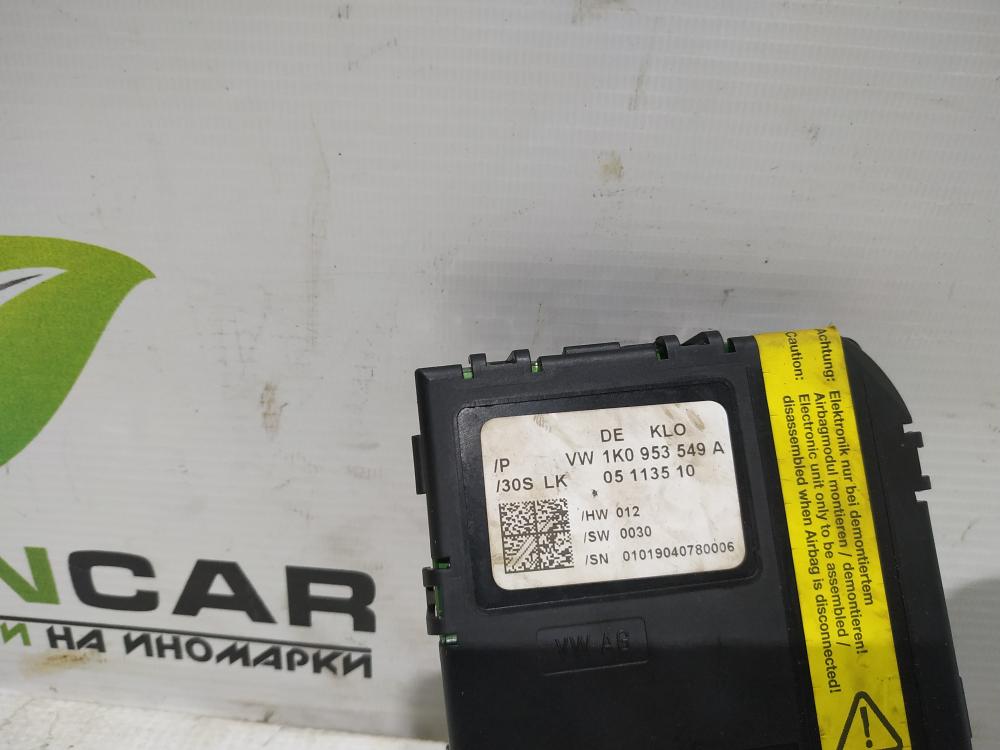 DE KLO
/P VW 1K0 953 549 A
/30S LK 05 1135 10
/HW 012
/SW 0030
/SN 01019040780006
VW-AG
Achtung: Elektronik nur bei demontiertem
Airbagmodul montieren / demontieren!
Caution: Electronic unit only to be assembled /
disassembled when Airbag is disconnected!
NCAR
И НА ИНОМАРКИ